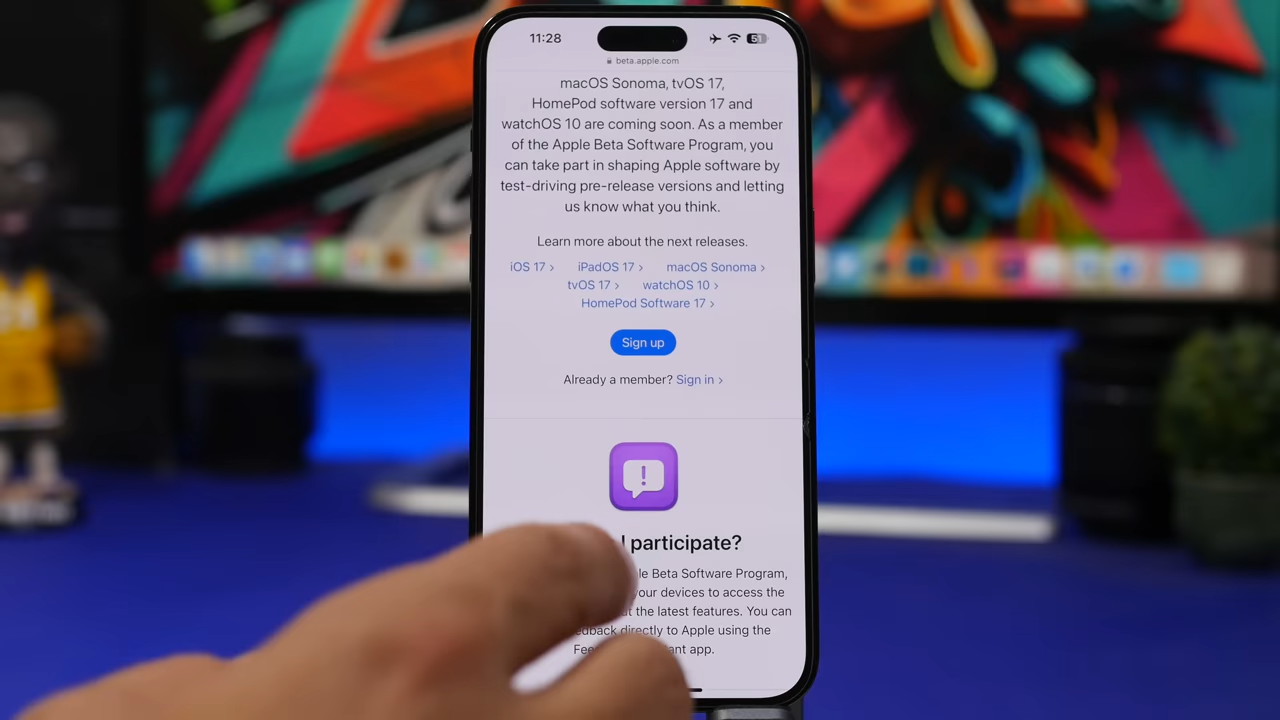 11:28
51
beta.apple.com
macOS Sonoma, tvOS 17,
HomePod software version 17 and
watchOS 10 are coming soon. As a member
of the Apple Beta Software Program, you
can take part in shaping Apple software by
test-driving pre-release versions and letting
us know what you think.
Learn more about the next releases.
iOS 17 › iPadOS 17 › macOS Sonoma ›
tvOS 17 › watchOS 10 ›
HomePod Software 17 ›
Sign up
Already a member? Sign in ›
!
I participate?
Beta Software Program,
your devices to access the
the latest features. You can
directly to Apple using the
app.